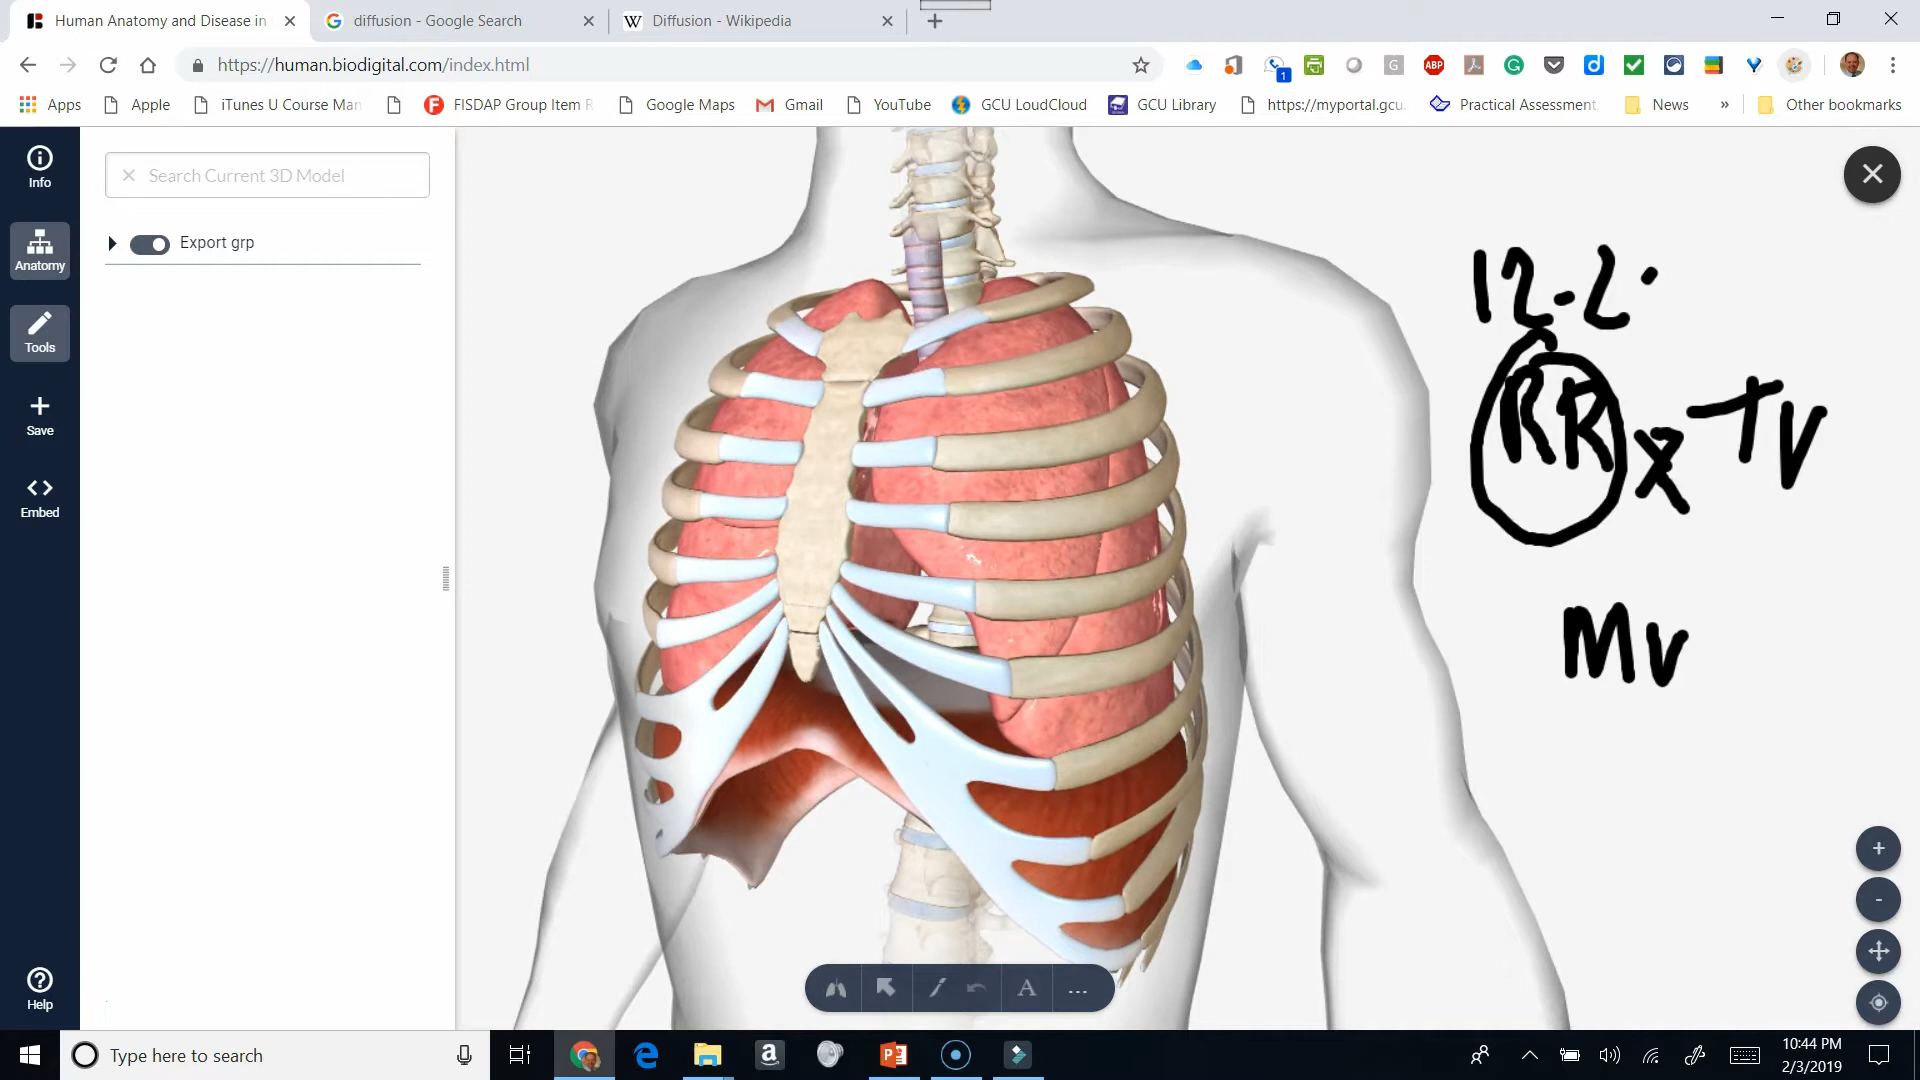 Human Anatomy and Disease in
diffusion - Google Search
W Diffusion - Wikipedia
https://human.biodigital.com/index.html
1
G
ABP
Apps
Apple
iTunes U Course Man
FISDAP Group Item R
Google Maps
Gmail
YouTube
GCU LoudCloud
GCU Library
https://myportal.gcu.
Practical Assessment,
News
»
Other bookmarks
Info
Search Current 3D Model
Anatomy
Export grp
Tools
Save
Embed
Help
RR x TV
MV
A
...
+
-
Type here to search
10:44 PM
2/3/2019